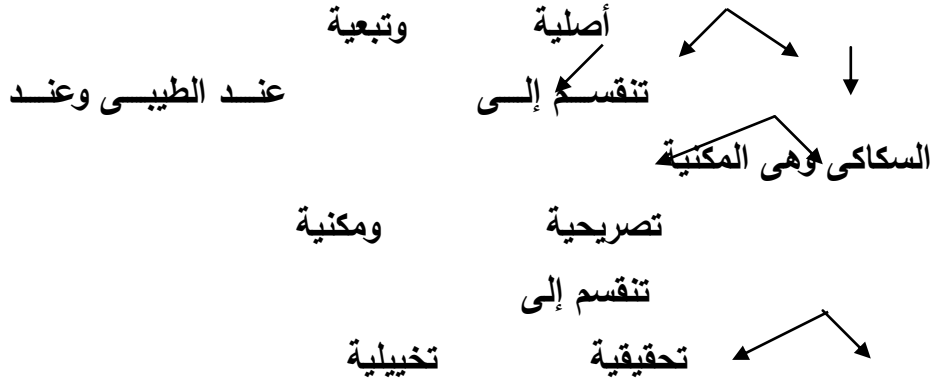 أصلية وتبعية
تنقسم إلى عند الطيبى وعند
السكاكى وهى المكنية
تصريحية ومكنية
تنقسم إلى
تحقيقية تخييلية